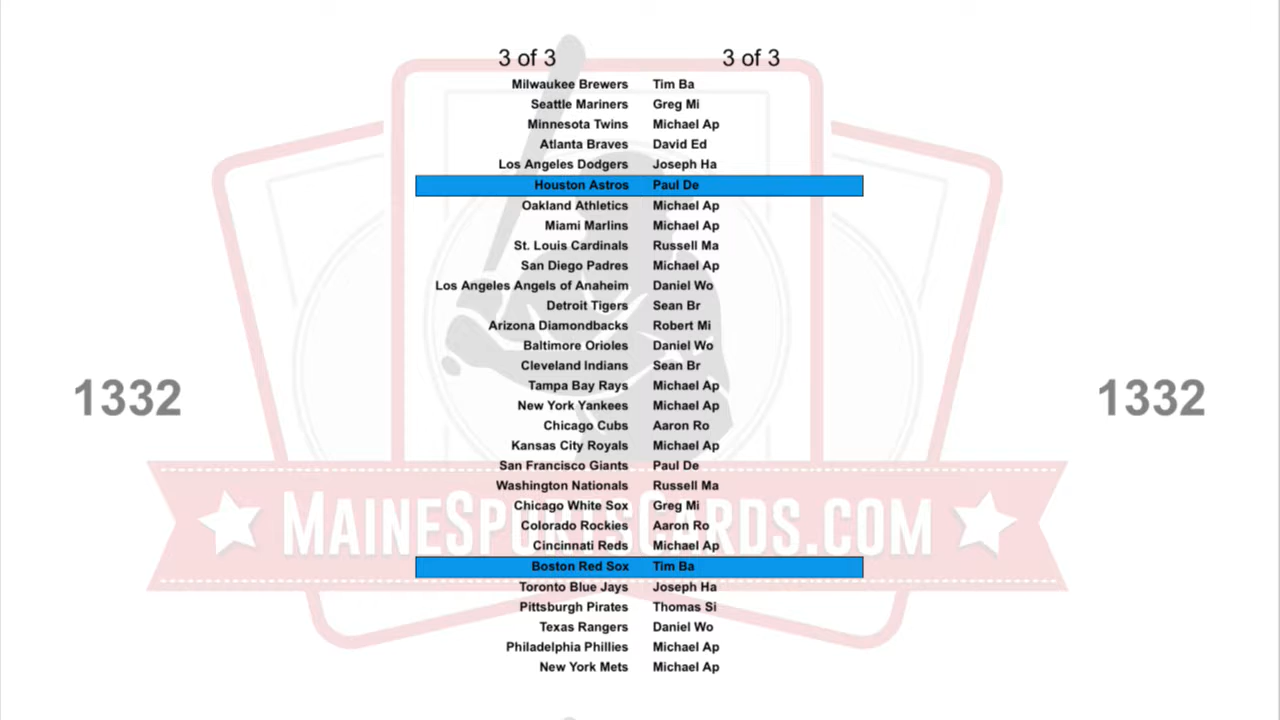 3 of 3 3 of 3
Milwaukee Brewers Tim Ba
Seattle Mariners Greg Mi
Minnesota Twins Michael Ap
Atlanta Braves David Ed
Los Angeles Dodgers Joseph Ha
Houston Astros Paul De
Oakland Athletics Michael Ap
Miami Marlins Michael Ap
St. Louis Cardinals Russell Ma
San Diego Padres Michael Ap
Los Angeles Angels of Anaheim Daniel Wo
Detroit Tigers Sean Br
Arizona Diamondbacks Robert Mi
Baltimore Orioles Daniel Wo
Cleveland Indians Sean Br
Tampa Bay Rays Michael Ap
1332 1332
New York Yankees Michael Ap
Chicago Cubs Aaron Ro
Kansas City Royals Michael Ap
San Francisco Giants Paul De
Washington Nationals Russell Ma
Chicago White Sox Greg Mi
MAINESPORTSCARDS.COM
Colorado Rockies Aaron Ro
Cincinnati Reds Michael Ap
Boston Red Sox Tim Ba
Toronto Blue Jays Joseph Ha
Pittsburgh Pirates Thomas Si
Texas Rangers Daniel Wo
Philadelphia Phillies Michael Ap
New York Mets Michael Ap